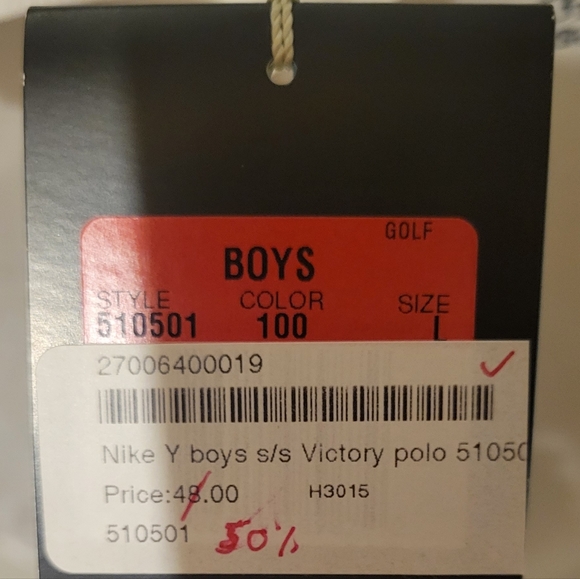 GOLF
BOYS
STYLE COLOR SIZE
510501 100 L
27006400019
Nike Y boys s/s Victory polo 51050
Price:48.00 H3015
510501 50%